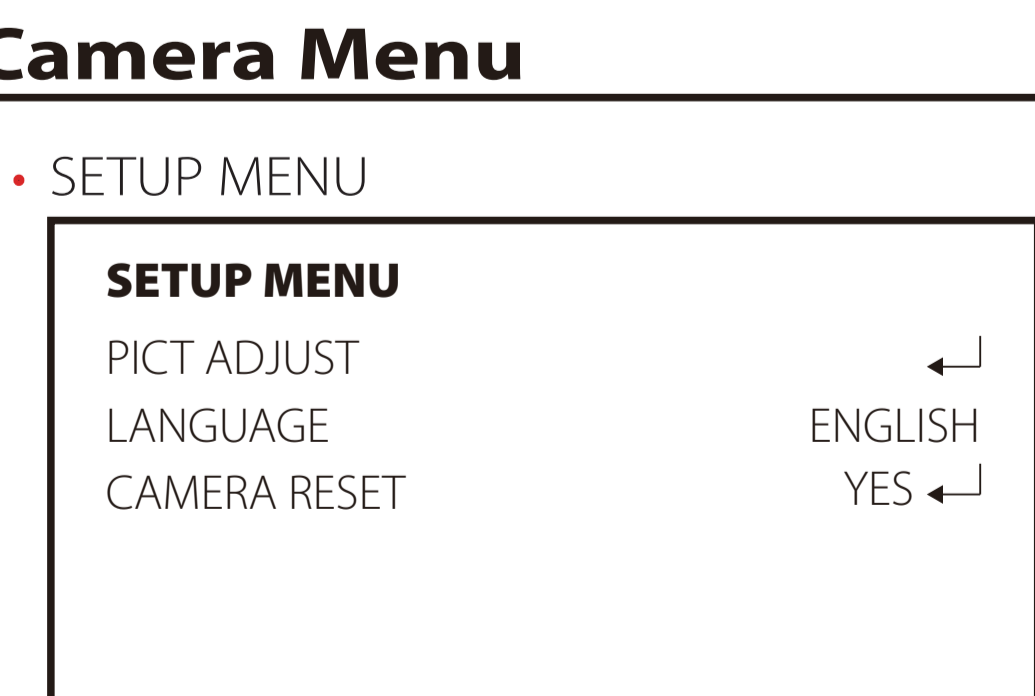 Camera Menu
• SETUP MENU
SETUP MENU
PICT ADJUST ↵
LANGUAGE ENGLISH
CAMERA RESET YES ↵